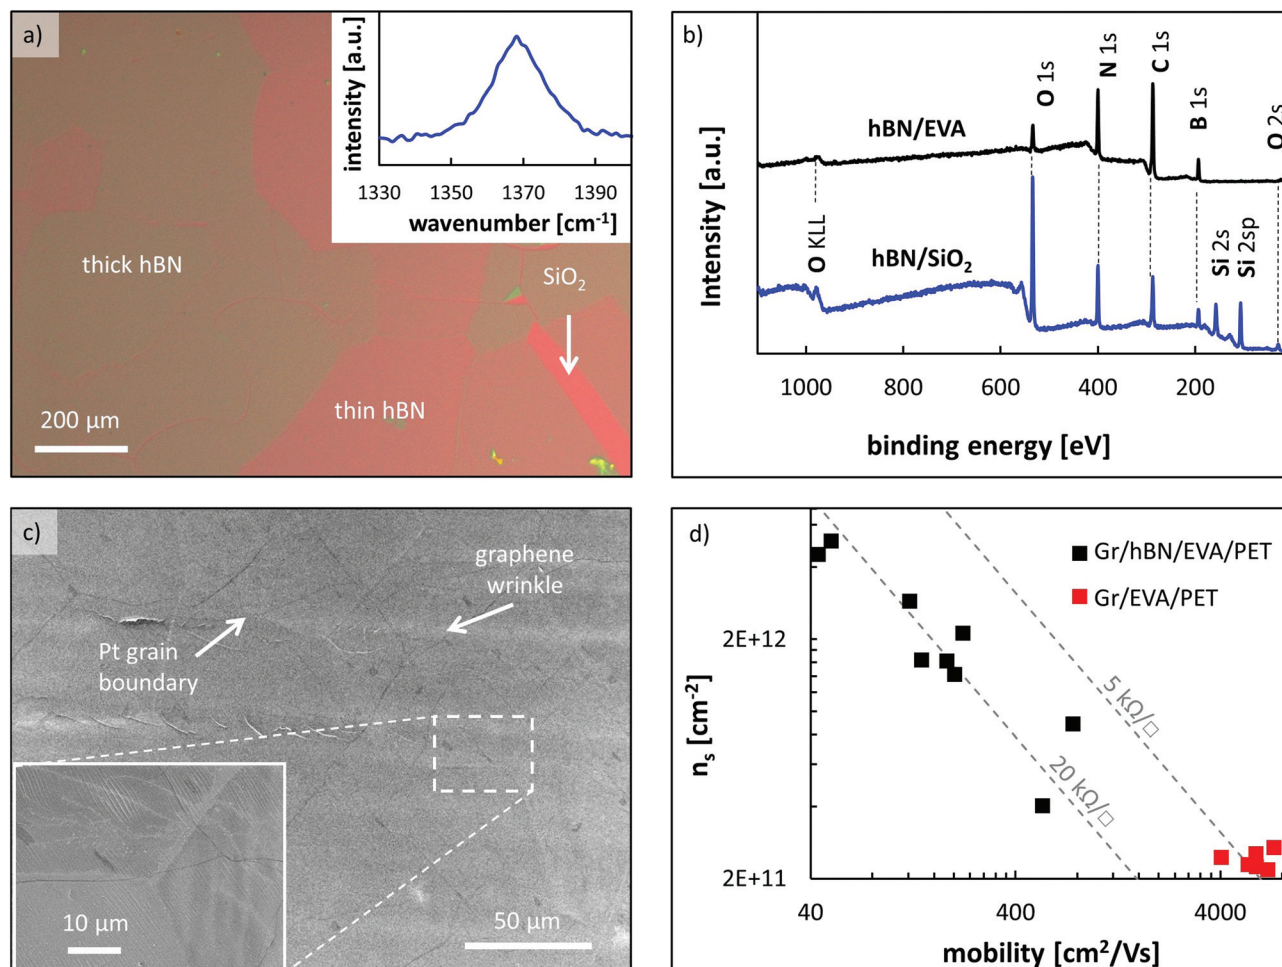 a)
intensity [a.u.]
1330
1350
1370
1390
wavenumber [cm⁻¹]
thick hBN
SiO₂
thin hBN
200 µm
b)
Intensity [a.u.]
hBN/EVA
hBN/SiO₂
O KLL
O 1s
N 1s
C 1s
B 1s
Si 2s
Si 2sp
O 2s
1000
800
600
400
200
binding energy [eV]
c)
graphene
wrinkle
Pt grain
boundary
10 µm
50 µm
d)
Gr/hBN/EVA/PET
Gr/EVA/PET
nₛ [cm⁻²]
2E+12
2E+11
5 kΩ/□
20 kΩ/□
40
400
4000
mobility [cm²/Vs]